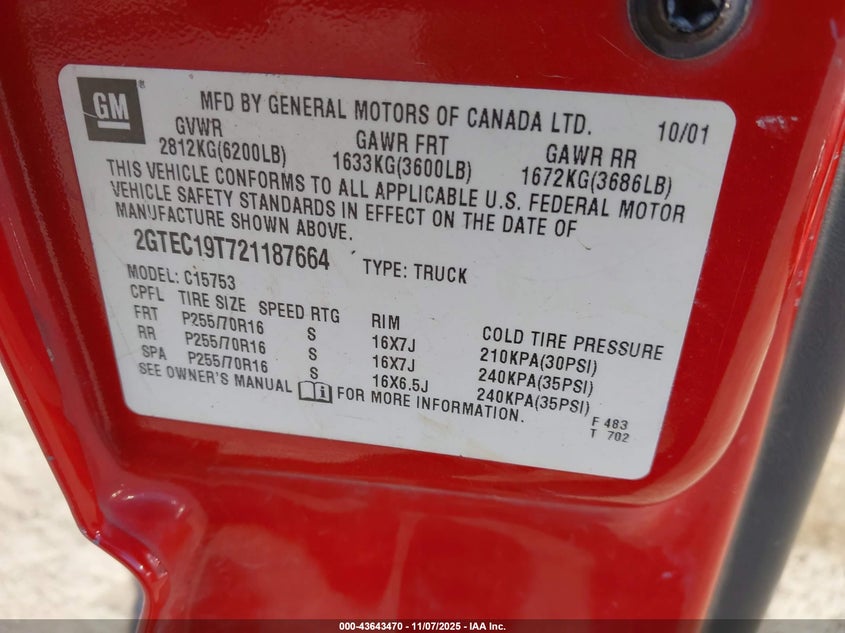 GM
MFD BY GENERAL MOTORS OF CANADA LTD. 10/01
GVWR GAWR FRT GAWR RR
2812KG(6200LB) 1633KG(3600LB) 1672KG(3686LB)
THIS VEHICLE CONFORMS TO ALL APPLICABLE U.S. FEDERAL MOTOR
VEHICLE SAFETY STANDARDS IN EFFECT ON THE DATE OF
MANUFACTURE SHOWN ABOVE.
2GTEC19T721187664 TYPE: TRUCK
MODEL: C15753
CPFL TIRE SIZE SPEED RTG RIM COLD TIRE PRESSURE
FRT P255/70R16 S 16X7J 210KPA(30PSI)
RR P255/70R16 S 16X7J 240KPA(35PSI)
SPA P255/70R16 S 16X6.5J 240KPA(35PSI)
SEE OWNER'S MANUAL FOR MORE INFORMATION.
F 483
T 702
000-43643470 - 11/07/2025 - IAA Inc.